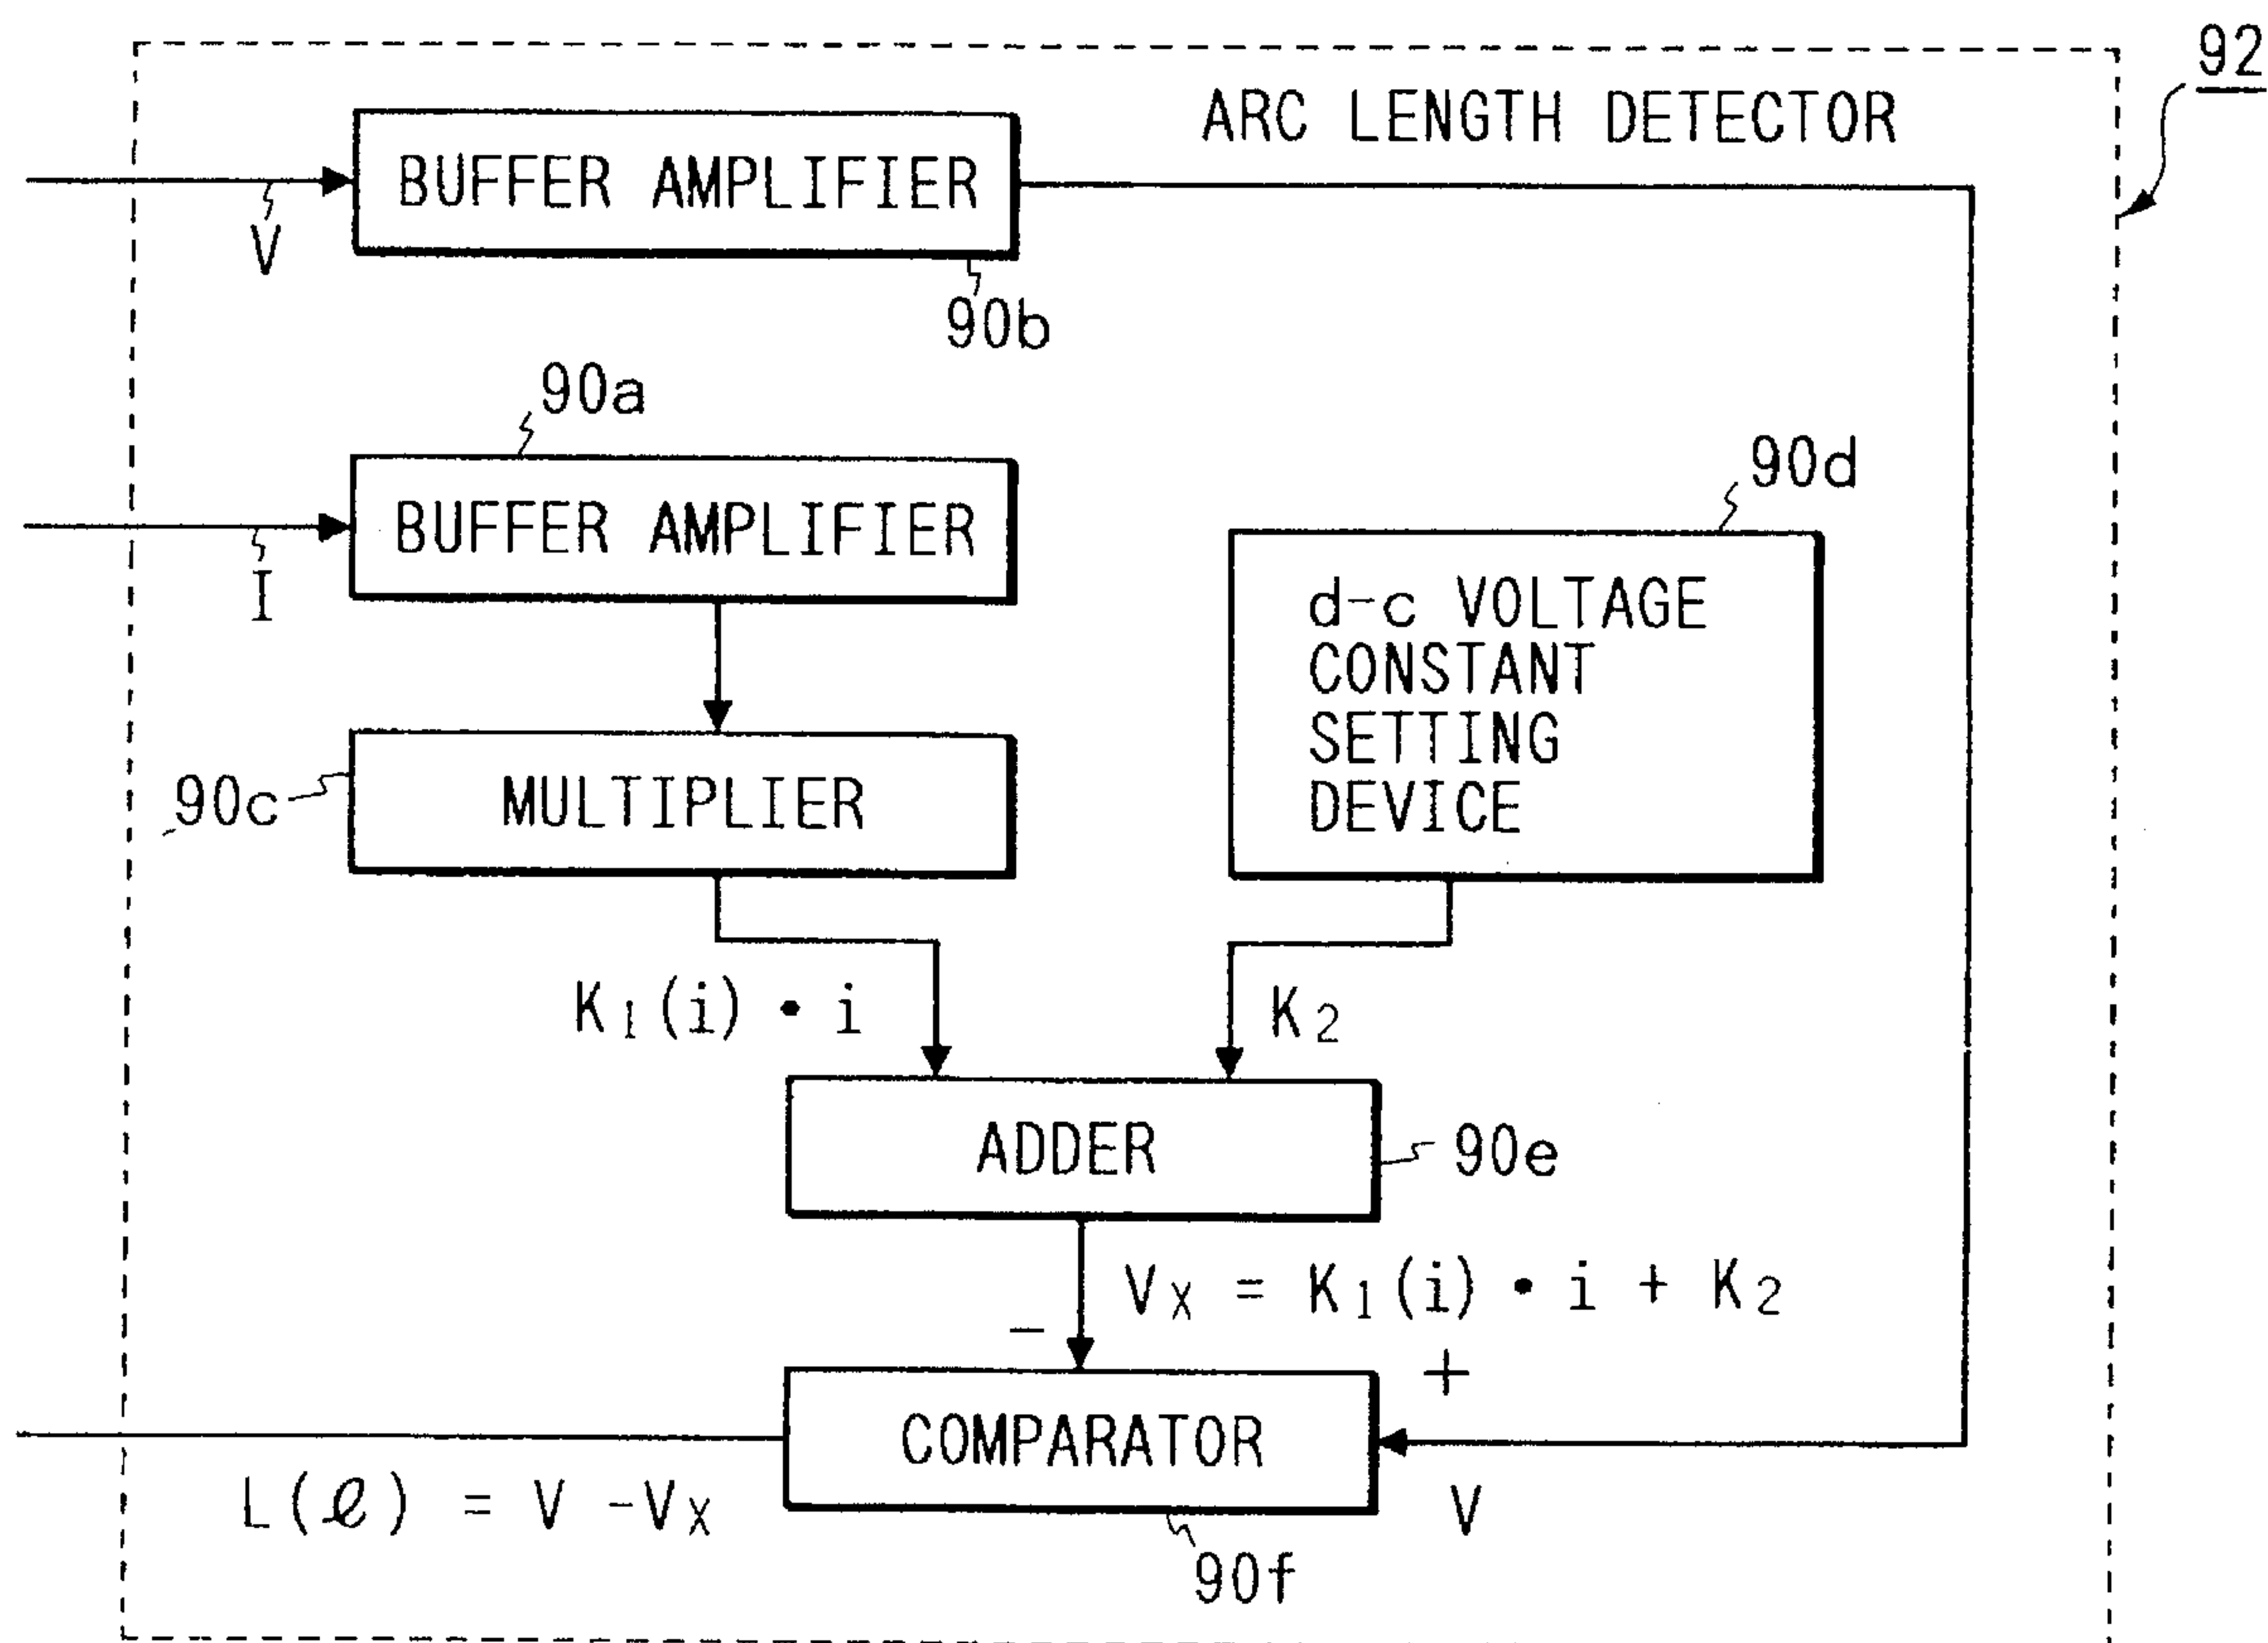 92
ARC LENGTH DETECTOR
BUFFER AMPLIFIER
V
90b
90a
BUFFER AMPLIFIER
I
90d
d-c VOLTAGE
CONSTANT
SETTING
DEVICE
90c
MULTIPLIER
K1(i) • i
K2
ADDER
90e
VX = K1(i) • i + K2
−
+
COMPARATOR
L(ℓ) = V -VX
V
90f